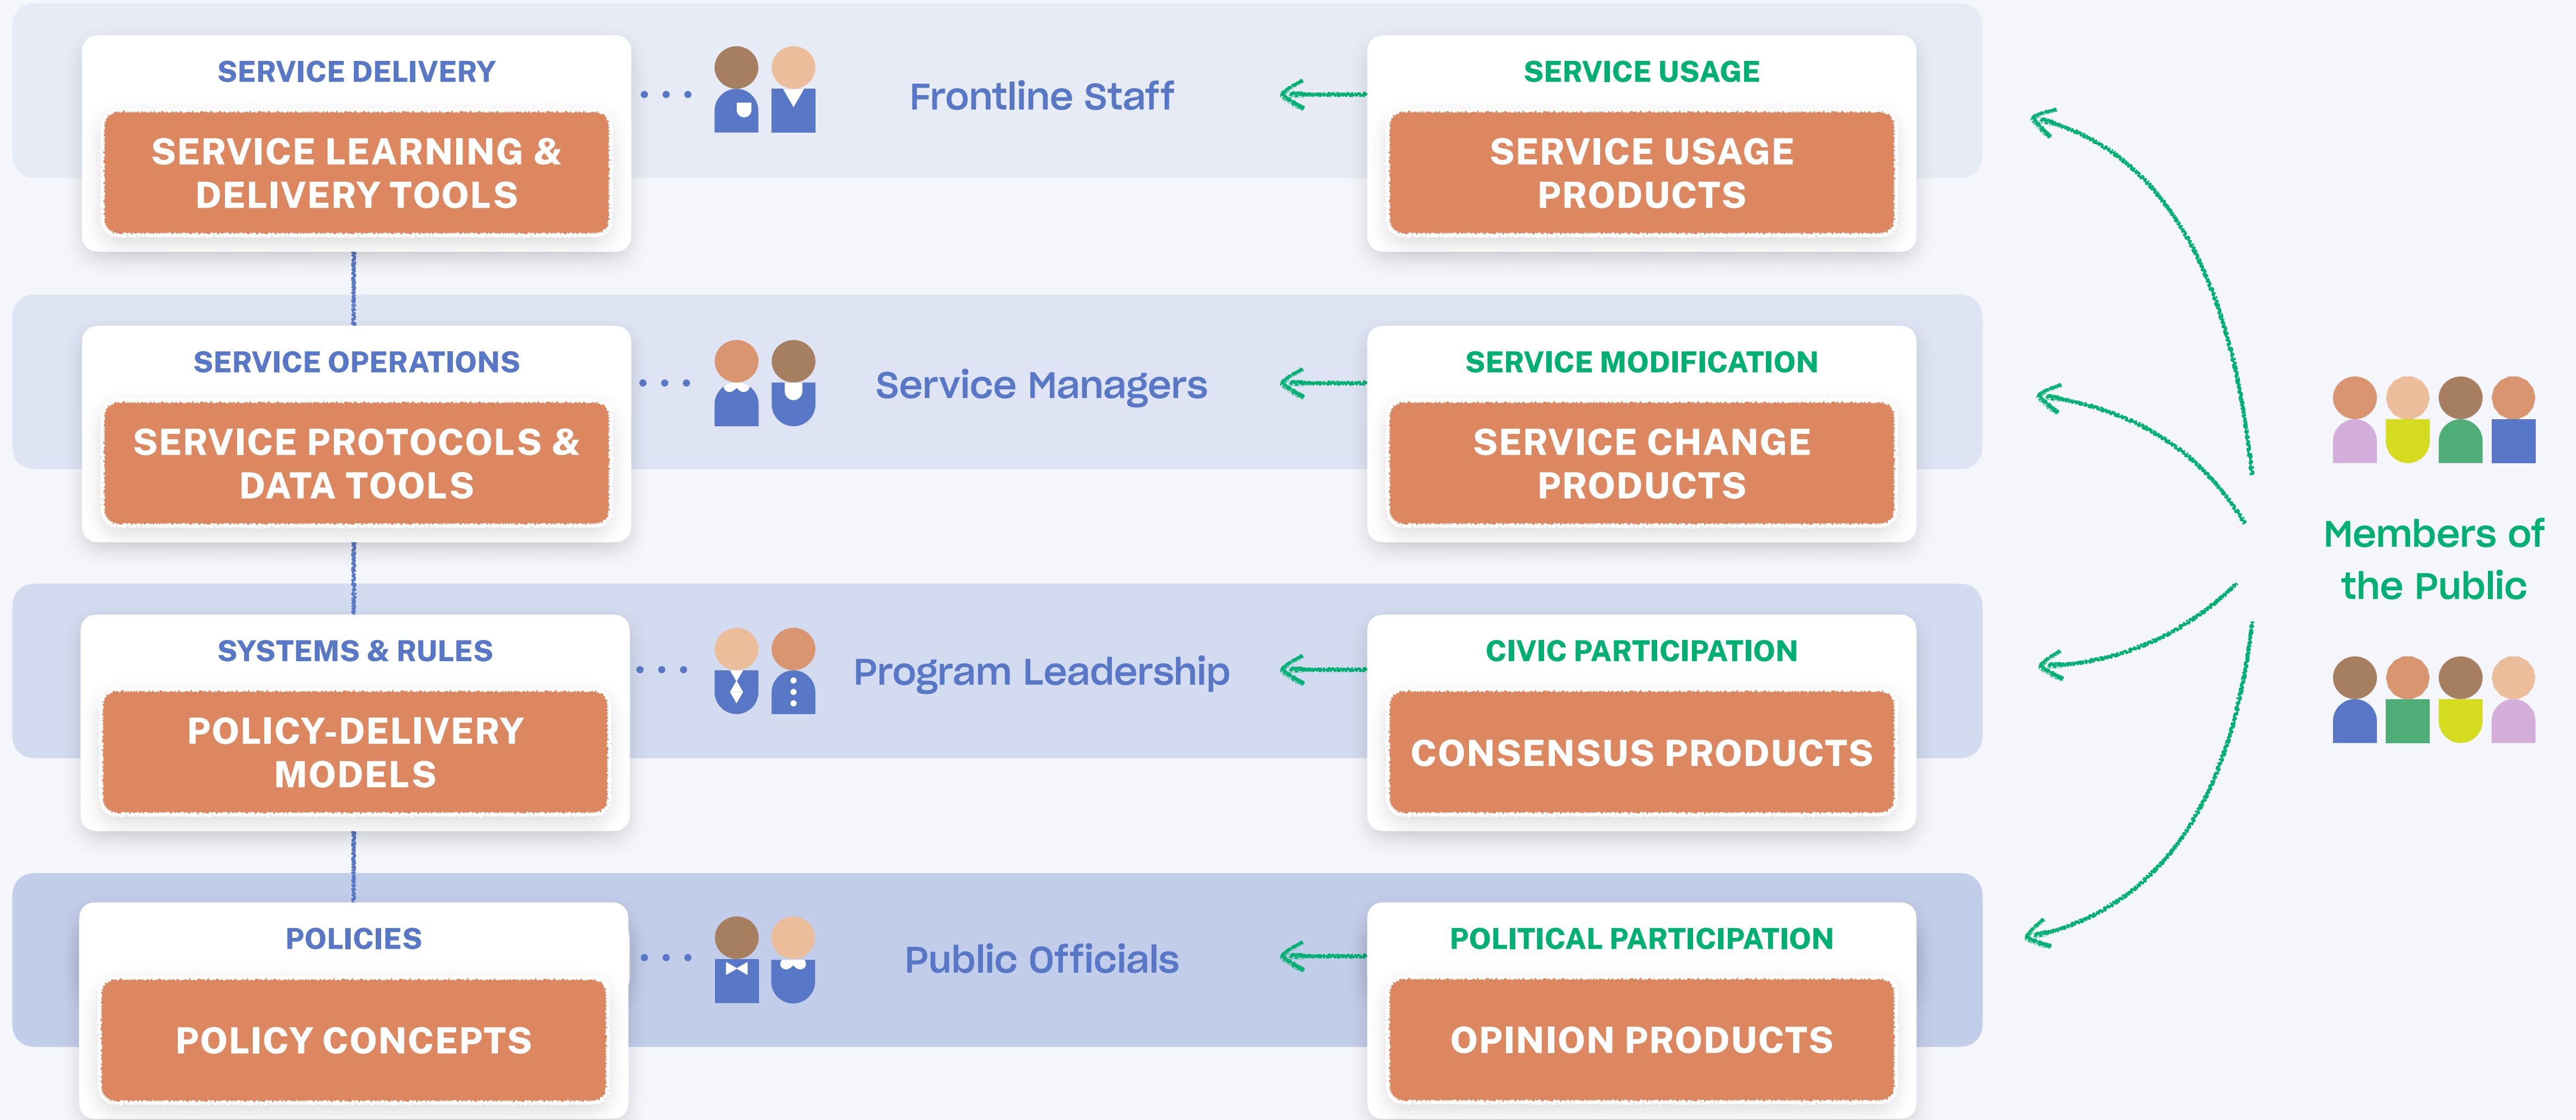 SERVICE DELIVERY
SERVICE LEARNING &
DELIVERY TOOLS
Frontline Staff
SERVICE USAGE
SERVICE USAGE
PRODUCTS
SERVICE OPERATIONS
SERVICE PROTOCOLS &
DATA TOOLS
Service Managers
SERVICE MODIFICATION
SERVICE CHANGE
PRODUCTS
SYSTEMS & RULES
POLICY-DELIVERY
MODELS
Program Leadership
CIVIC PARTICIPATION
CONSENSUS PRODUCTS
POLICIES
POLICY CONCEPTS
Public Officials
POLITICAL PARTICIPATION
OPINION PRODUCTS
Members of
the Public